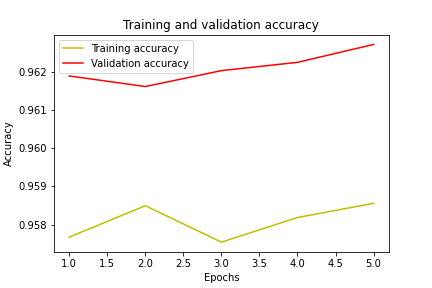 Training and validation accuracy
Training accuracy
Validation accuracy
0.962
0.961
0.960
0.959
0.958
Accuracy
1.0 1.5 2.0 2.5 3.0 3.5 4.0 4.5 5.0
Epochs